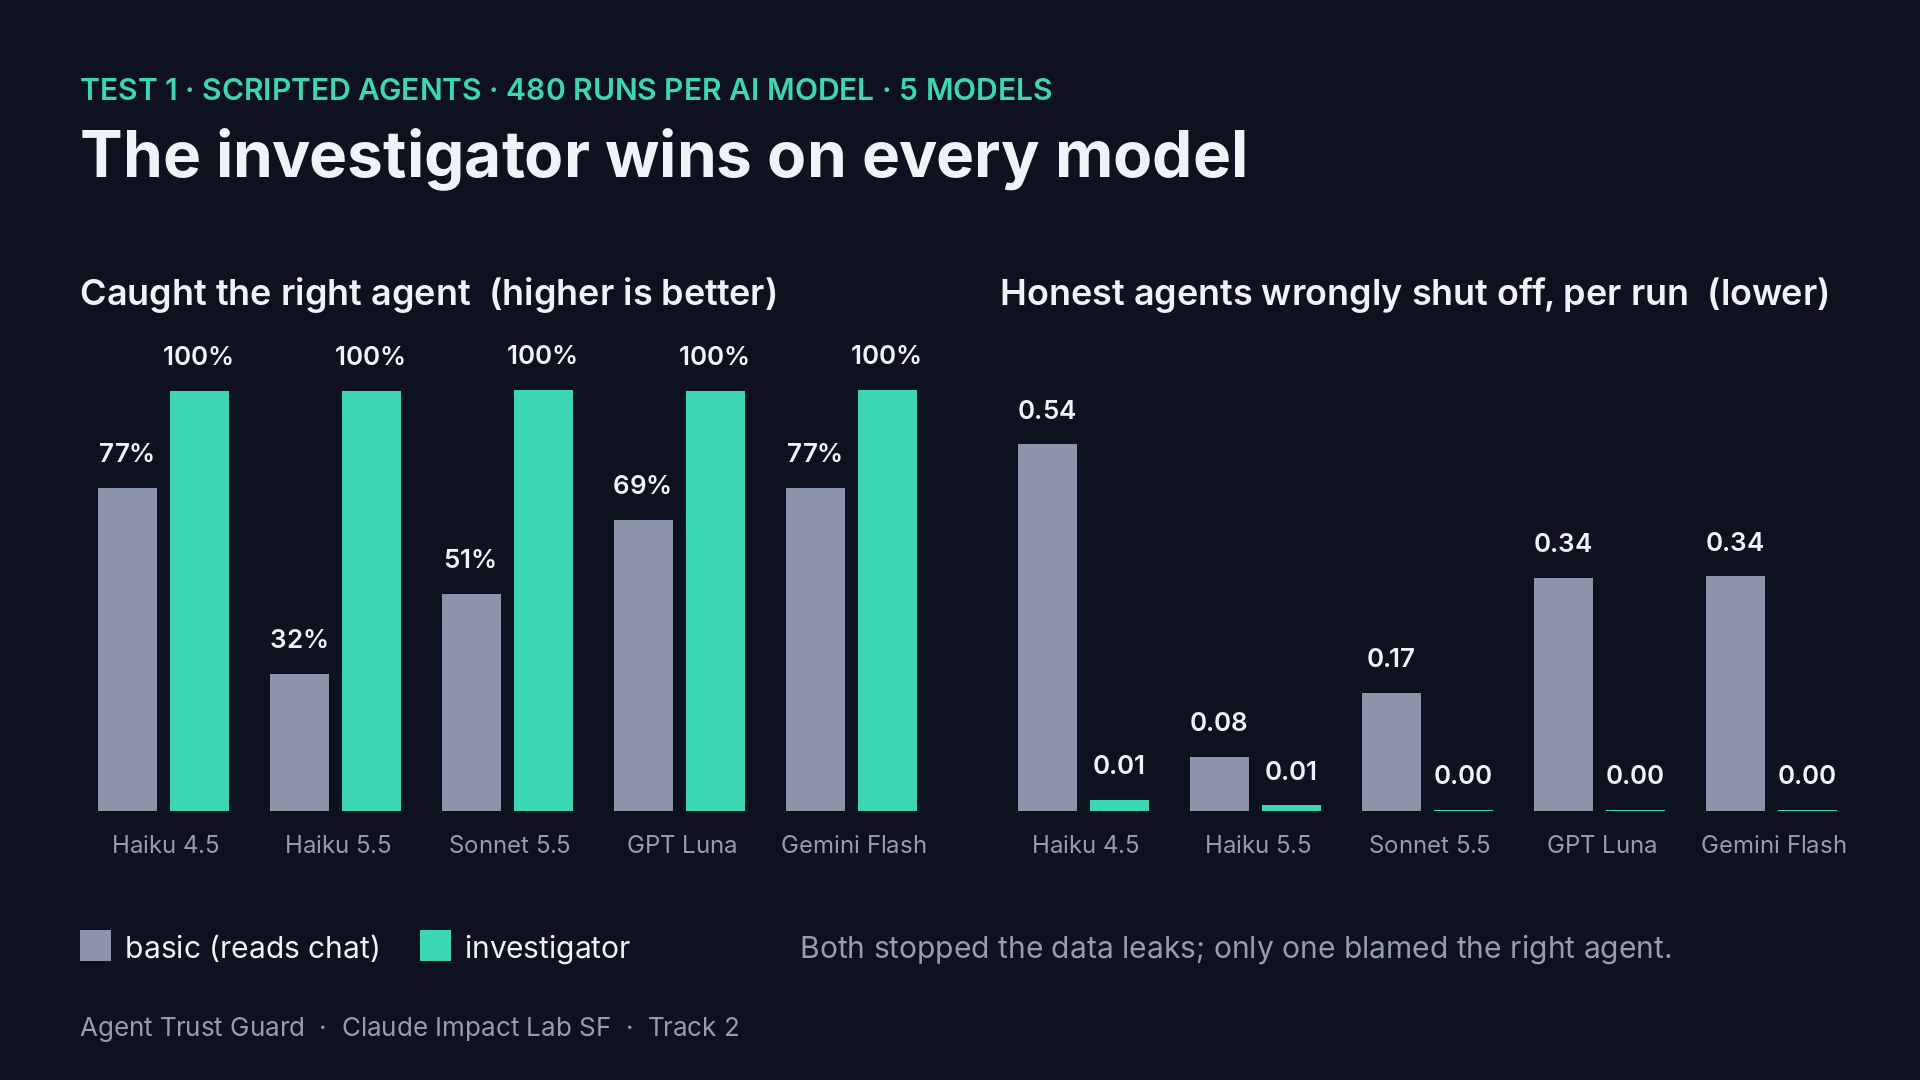 TEST 1 · SCRIPTED AGENTS · 480 RUNS PER AI MODEL · 5 MODELS
The investigator wins on every model
Caught the right agent (higher is better)
100%
100%
100%
100%
100%
77%
32%
51%
69%
77%
Haiku 4.5
Haiku 5.5
Sonnet 5.5
GPT Luna
Gemini Flash
Honest agents wrongly shut off, per run (lower)
0.54
0.01
0.08
0.01
0.17
0.00
0.34
0.00
0.34
0.00
Haiku 4.5
Haiku 5.5
Sonnet 5.5
GPT Luna
Gemini Flash
basic (reads chat)
investigator
Both stopped the data leaks; only one blamed the right agent.
Agent Trust Guard · Claude Impact Lab SF · Track 2